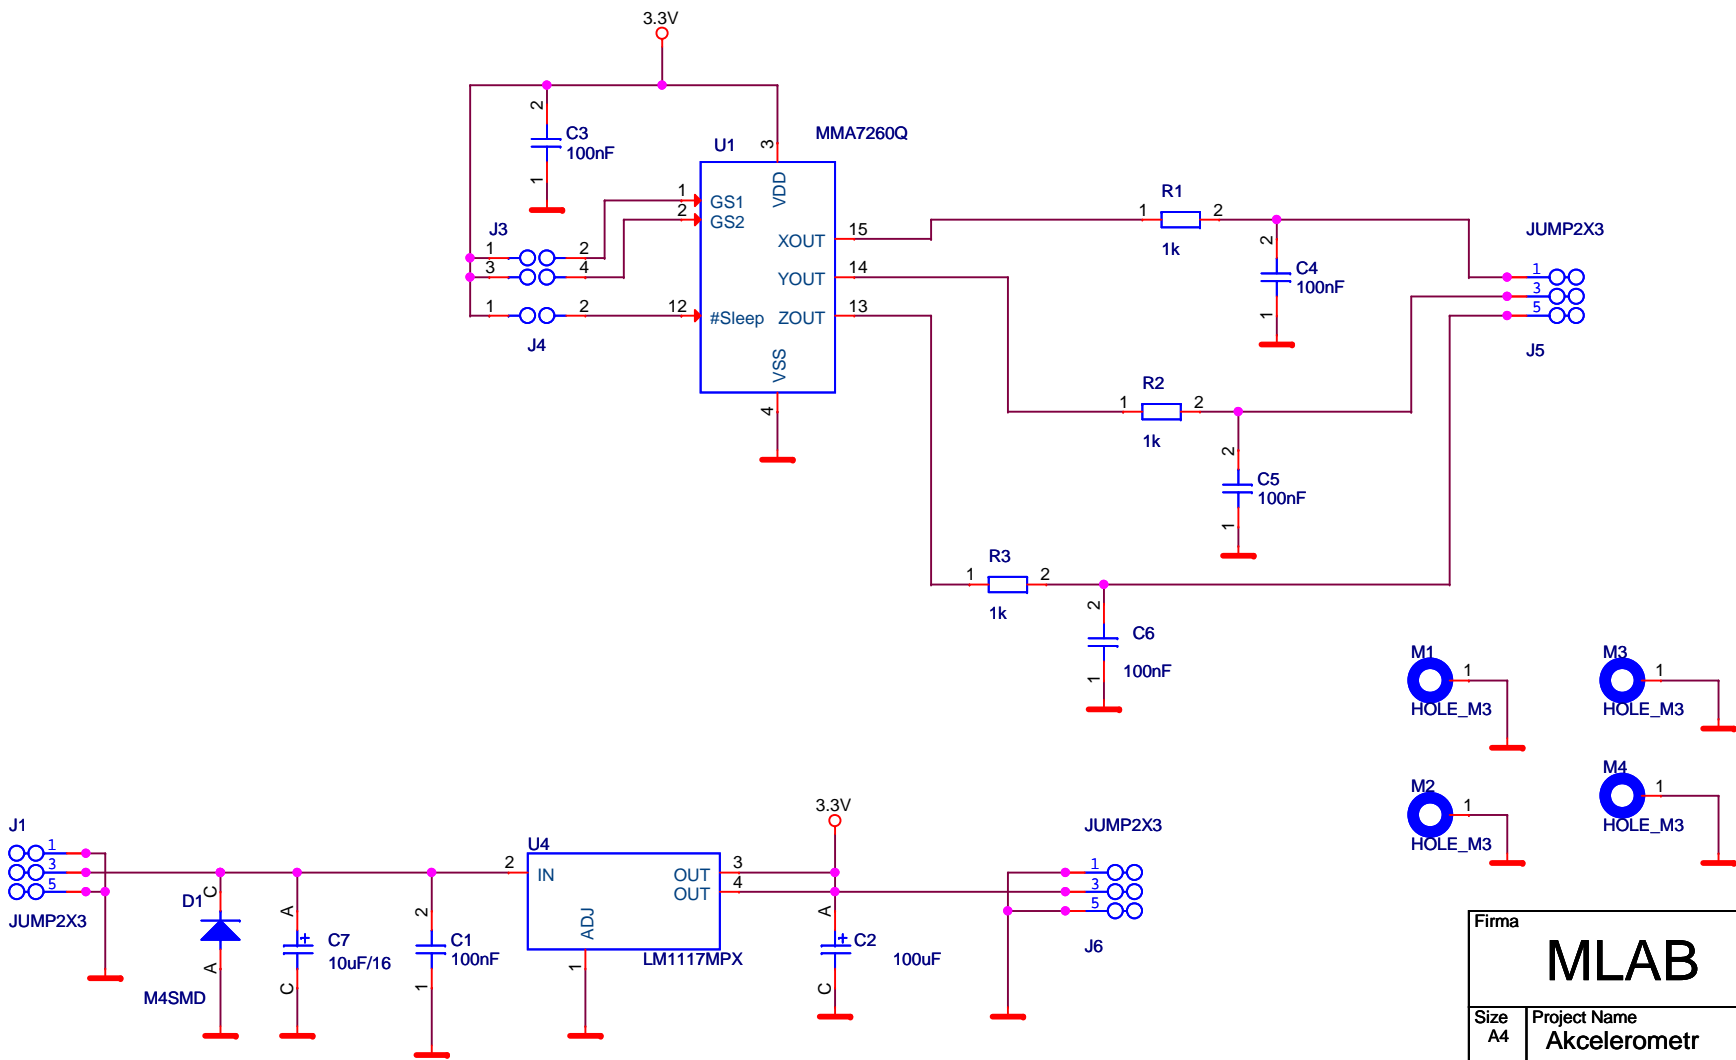 3.3V
2
C3
100nF
1
U1
MMA7260Q
3
VDD
1
GS1
2
GS2
J3
1
2
3
4
1
2
12
#Sleep
J4
XOUT
15
YOUT
14
ZOUT
13
VSS
4
R1
1
2
1k
2
C4
100nF
1
JUMP2X3
1
3
5
J5
R2
1
2
1k
2
C5
100nF
1
R3
1
2
1k
2
C6
100nF
1
M1
1
HOLE_M3
M3
1
HOLE_M3
M2
1
HOLE_M3
M4
1
HOLE_M3
J1
1
3
5
JUMP2X3
D1
C
A
M4SMD
A
C7
10uF/16
C
2
C1
100nF
1
U4
2
IN
OUT
3
OUT
4
ADJ
1
LM1117MPX
3.3V
A
C2
100uF
C
JUMP2X3
1
3
5
J6
Firma
MLAB
Size
A4
Project Name
Akcelerometr